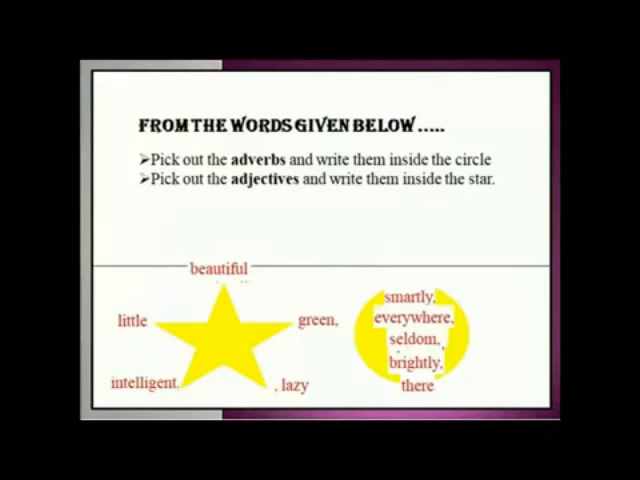 FROM THE WORDS GIVEN BELOW .....
➢Pick out the adverbs and write them inside the circle
➢Pick out the adjectives and write them inside the star.
beautiful
little
green,
intelligent.
, lazy
smartly,
everywhere,
seldom,
brightly,
there